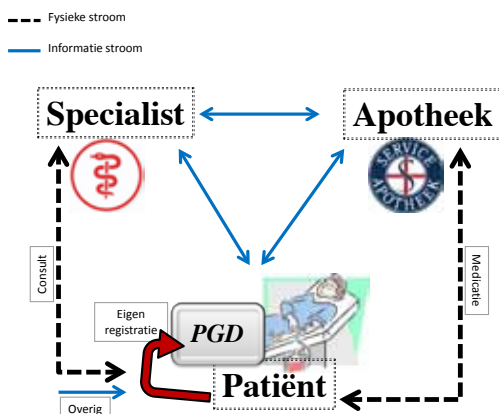 Fysieke stroom
Informatie stroom
Specialist
Apotheek
SERVICE
APOTHEEK
Consult
Medicatie
Eigen
registratie
PGD
Patiënt
Overig